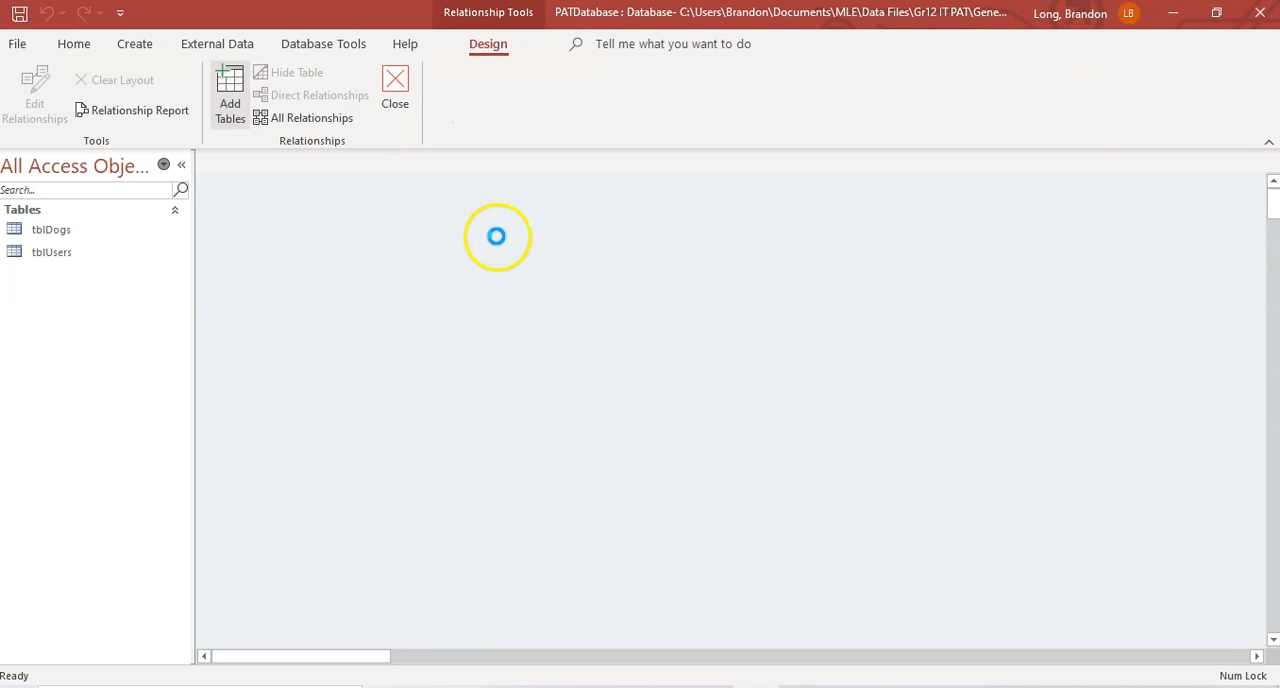 Relationship Tools
PATDatabase : Database- C:\Users\Brandon\Documents\MLE\Data Files\Gr12 IT PAT\Gene...
Long, Brandon
LB
File
Home
Create
External Data
Database Tools
Help
Design
Tell me what you want to do
Edit
Relationships
Clear Layout
Relationship Report
Tools
Add
Tables
Hide Table
Direct Relationships
All Relationships
Close
Relationships
All Access Obje...
Search...
Tables
tblDogs
tblUsers
Ready
Num Lock